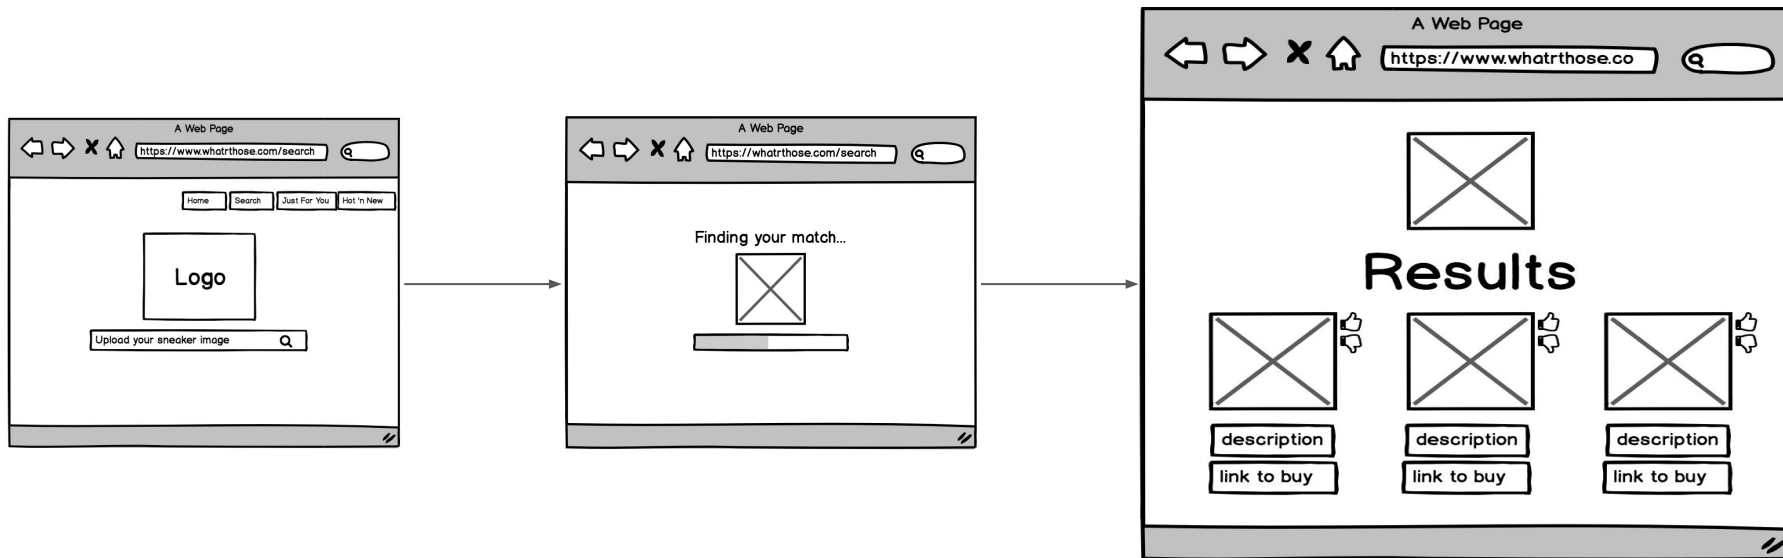 A Web Page
https://www.whatrthose.com/search
Home
Search
Just For You
Hot 'n New
Logo
Upload your sneaker image
A Web Page
https://whatrthose.com/search
Finding your match...
A Web Page
https://www.whatrthose.co
Results
description
description
description
link to buy
link to buy
link to buy